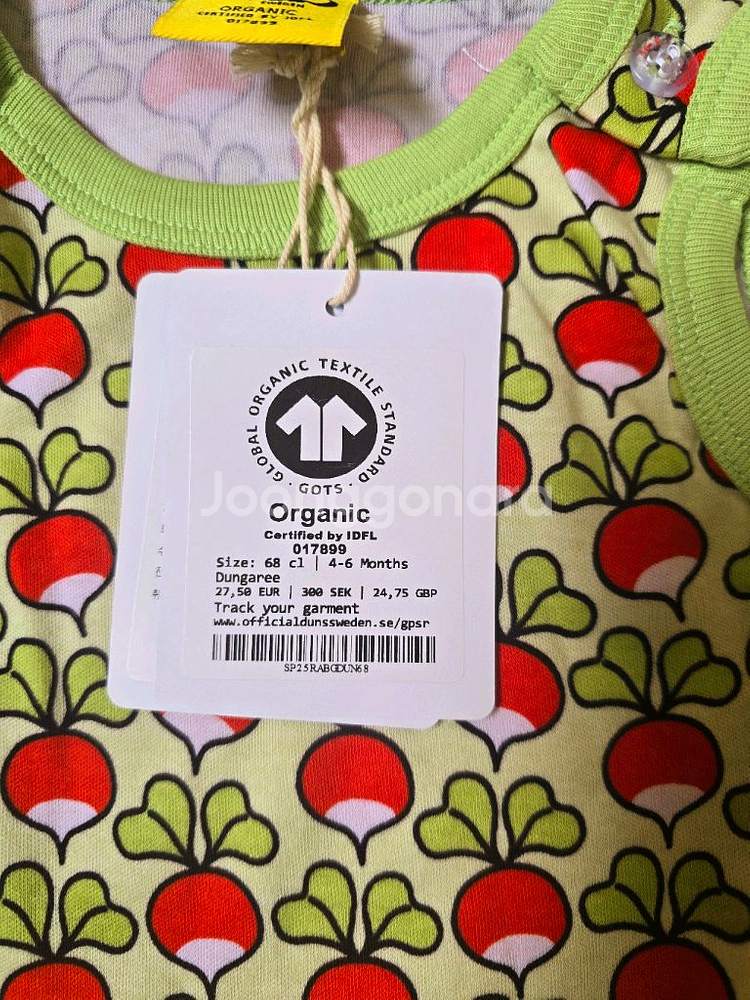 SWEDEN
ORGANIC
CERTIFIED BY IDFL
017899
GLOBAL ORGANIC TEXTILE STANDARD
· GOTS ·
Joonggonara
Organic
Certified by IDFL
017899
Size: 68 cl | 4-6 Months
Dungaree
27,50 EUR | 300 SEK | 24,75 GBP
Track your garment
www.officialdunssweden.se/gpsr
SP25RABGDUN68